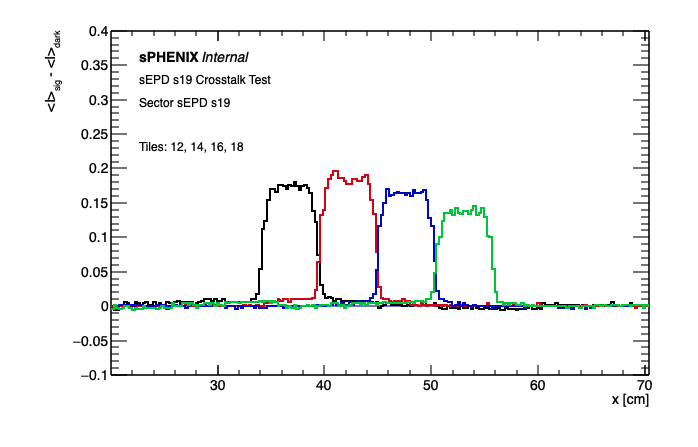 <I>sig - <I>dark
0.4
0.35
0.3
0.25
0.2
0.15
0.1
0.05
0
−0.05
−0.1
sPHENIX Internal
sEPD s19 Crosstalk Test
Sector sEPD s19
Tiles: 12, 14, 16, 18
30 40 50 60 70
x [cm]